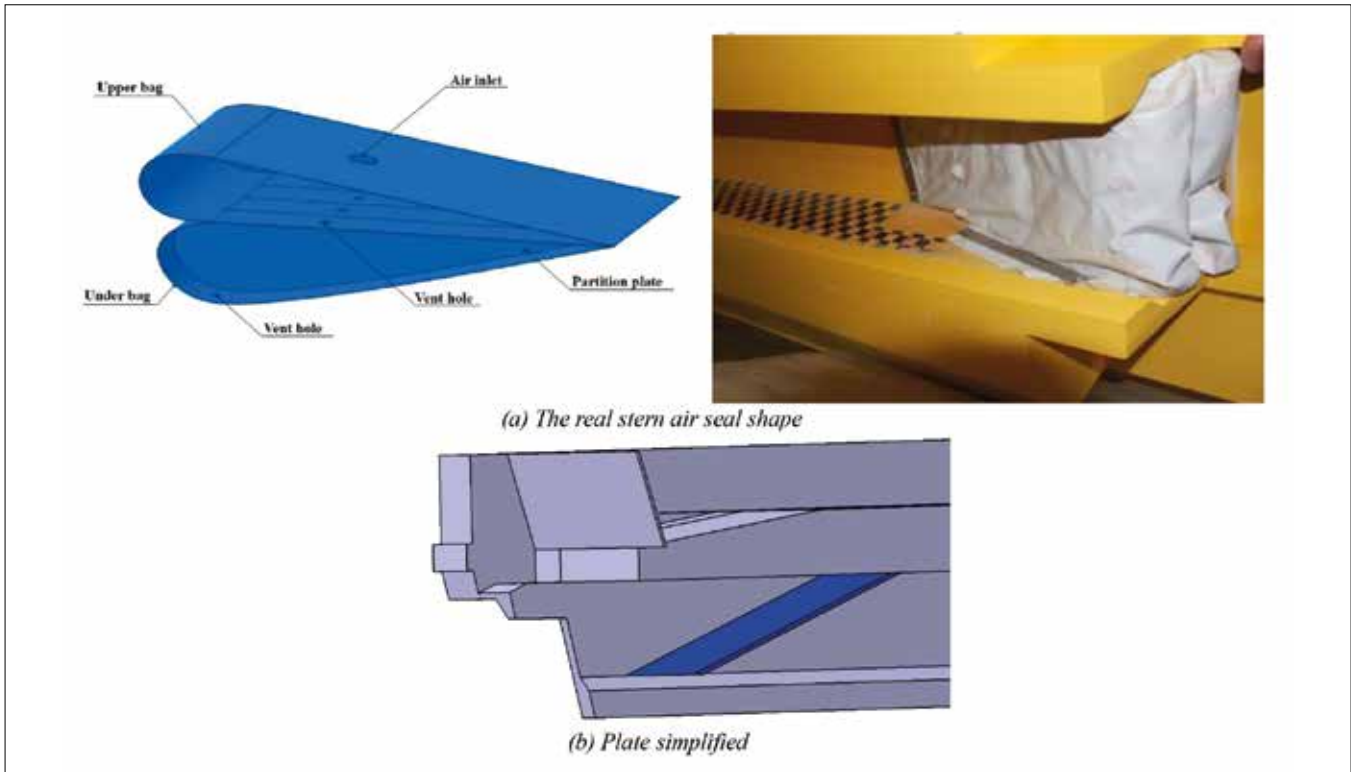 Upper bag
Air inlet
Under bag
Vent hole
Vent hole
Partition plate
(a) The real stern air seal shape
(b) Plate simplified